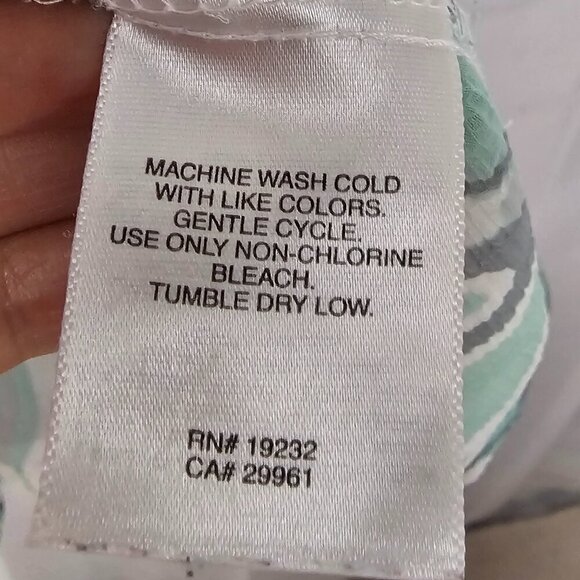 MACHINE WASH COLD
WITH LIKE COLORS.
GENTLE CYCLE.
USE ONLY NON-CHLORINE
BLEACH.
TUMBLE DRY LOW.
RN# 19232
CA# 29961